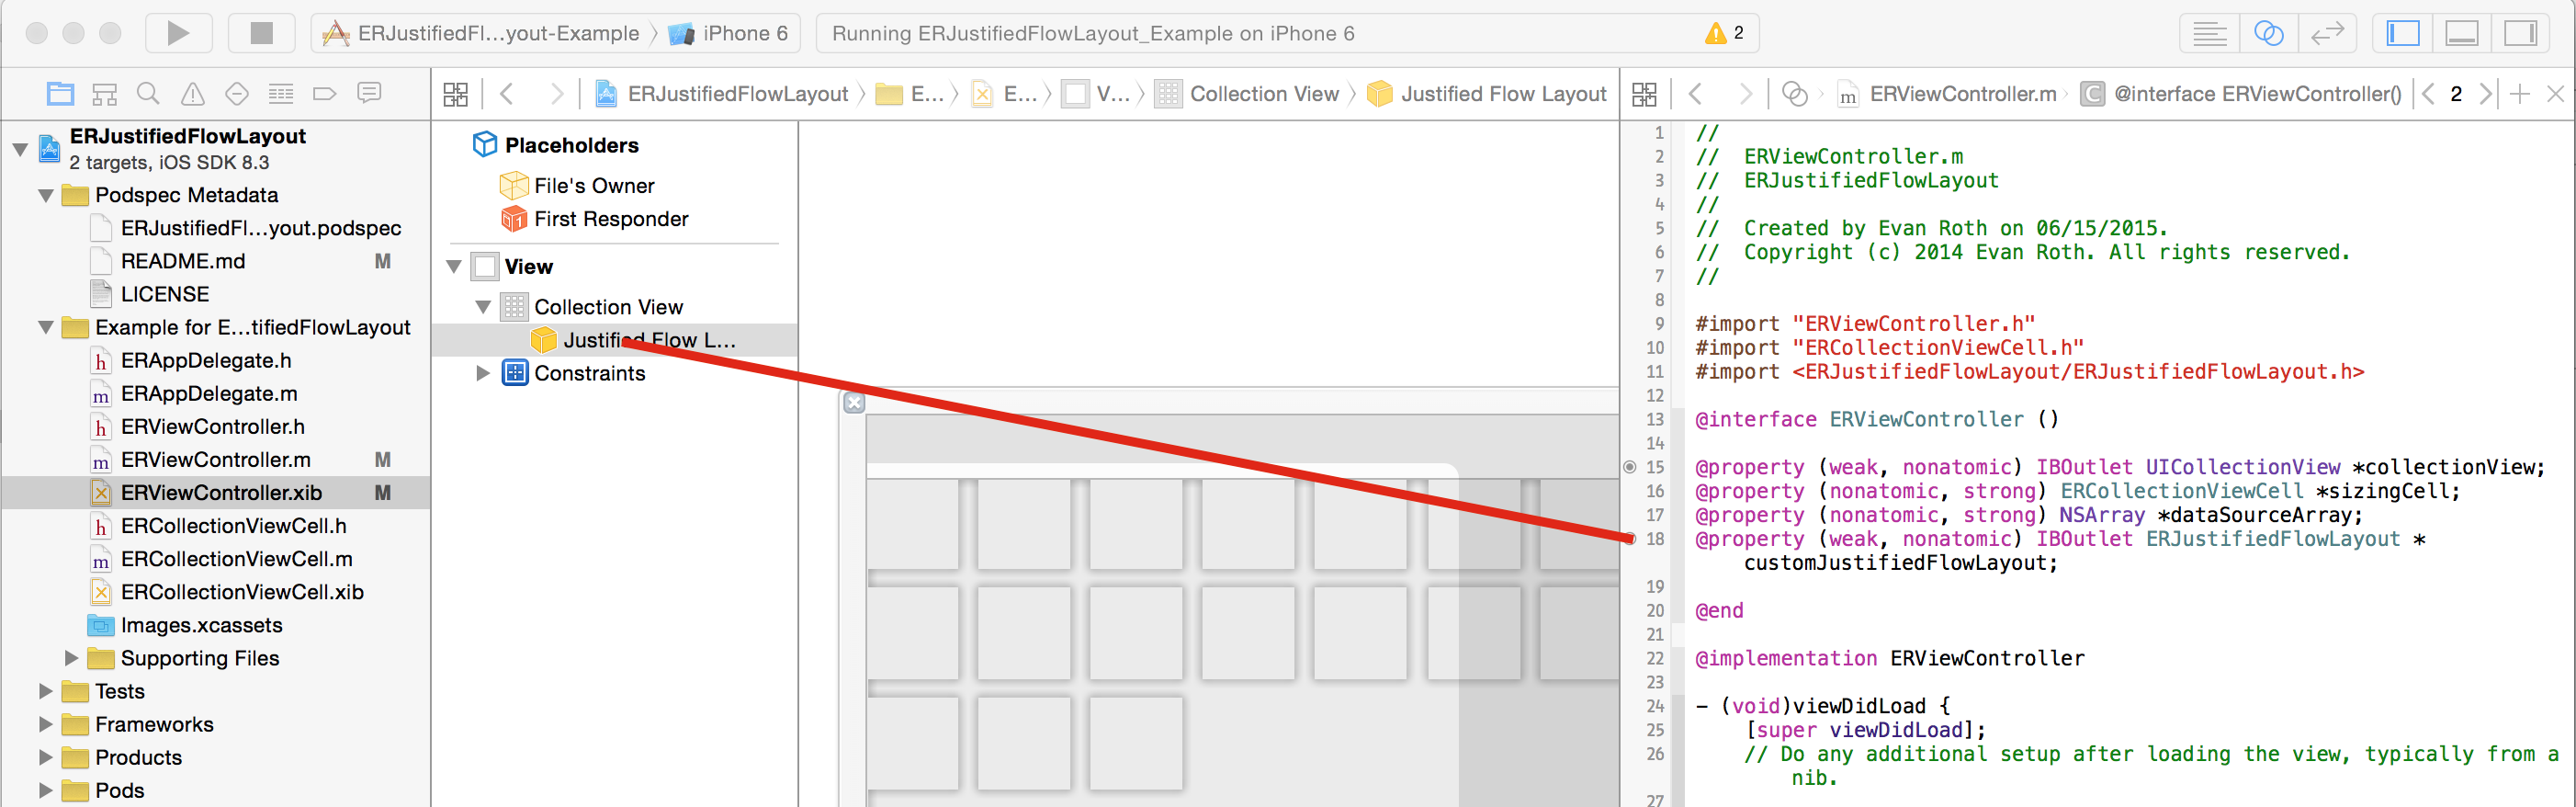 ERJustifiedFl...yout-Example
iPhone 6
Running ERJustifiedFlowLayout_Example on iPhone 6
2
ERJustifiedFlowLayout
E...
E...
V...
Collection View
Justified Flow Layout
ERViewController.m
@interface ERViewController()
2
ERJustifiedFlowLayout
2 targets, iOS SDK 8.3
Podspec Metadata
ERJustifiedFl...yout.podspec
README.md M
LICENSE
Example for E...tifiedFlowLayout
ERAppDelegate.h
ERAppDelegate.m
ERViewController.h
ERViewController.m M
ERViewController.xib M
ERCollectionViewCell.h
ERCollectionViewCell.m
ERCollectionViewCell.xib
Images.xcassets
Supporting Files
Tests
Frameworks
Products
Pods
Placeholders
File's Owner
First Responder
View
Collection View
Justified Flow L...
Constraints
1 //
2 //  ERViewController.m
3 //  ERJustifiedFlowLayout
4 //
5 //  Created by Evan Roth on 06/15/2015.
6 //  Copyright (c) 2014 Evan Roth. All rights reserved.
7 //
8
9 #import "ERViewController.h"
10 #import "ERCollectionViewCell.h"
11 #import <ERJustifiedFlowLayout/ERJustifiedFlowLayout.h>
12
13 @interface ERViewController ()
14
15 @property (weak, nonatomic) IBOutlet UICollectionView *collectionView;
16 @property (nonatomic, strong) ERCollectionViewCell *sizingCell;
17 @property (nonatomic, strong) NSArray *dataSourceArray;
18 @property (weak, nonatomic) IBOutlet ERJustifiedFlowLayout *
customJustifiedFlowLayout;
19
20 @end
21
22 @implementation ERViewController
23
24 - (void)viewDidLoad {
25 [super viewDidLoad];
26 // Do any additional setup after loading the view, typically from a
nib.
27